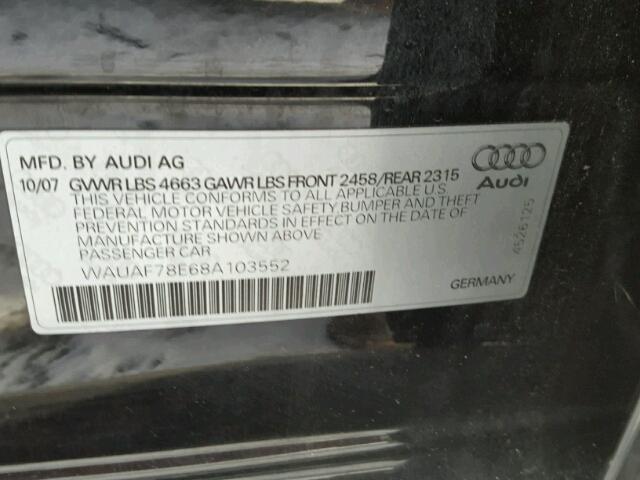 MFD. BY AUDI AG
10/07 GVWR LBS 4663 GAWR LBS FRONT 2458/REAR 2315
THIS VEHICLE CONFORMS TO ALL APPLICABLE U.S.
FEDERAL MOTOR VEHICLE SAFETY BUMPER AND THEFT
PREVENTION STANDARDS IN EFFECT ON THE DATE OF
MANUFACTURE SHOWN ABOVE
PASSENGER CAR
WAUAF78E68A103552
Audi
4526125
GERMANY